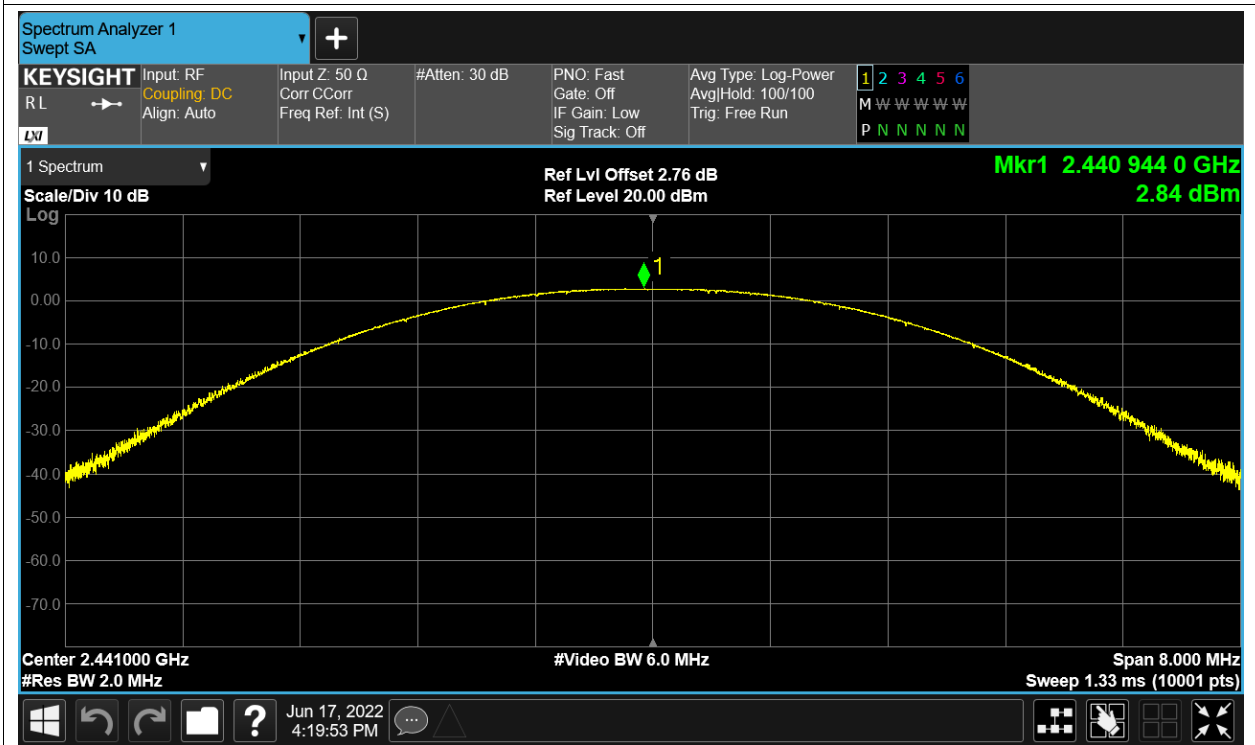 Spectrum Analyzer 1
Swept SA
KEYSIGHT
R L
LXI
Input: RF
Coupling: DC
Align: Auto
Input Z: 50 Ω
Corr CCorr
Freq Ref: Int (S)
#Atten: 30 dB
PNO: Fast
Gate: Off
IF Gain: Low
Sig Track: Off
Avg Type: Log-Power
Avg|Hold: 100/100
Trig: Free Run
1 2 3 4 5 6
M W W W W W
P N N N N N
1 Spectrum
Scale/Div 10 dB
Log
Ref Lvl Offset 2.76 dB
Ref Level 20.00 dBm
Mkr1 2.440 944 0 GHz
2.84 dBm
10.0
0.00
-10.0
-20.0
-30.0
-40.0
-50.0
-60.0
-70.0
1
Center 2.441000 GHz
#Res BW 2.0 MHz
#Video BW 6.0 MHz
Span 8.000 MHz
Sweep 1.33 ms (10001 pts)
?
Jun 17, 2022
4:19:53 PM